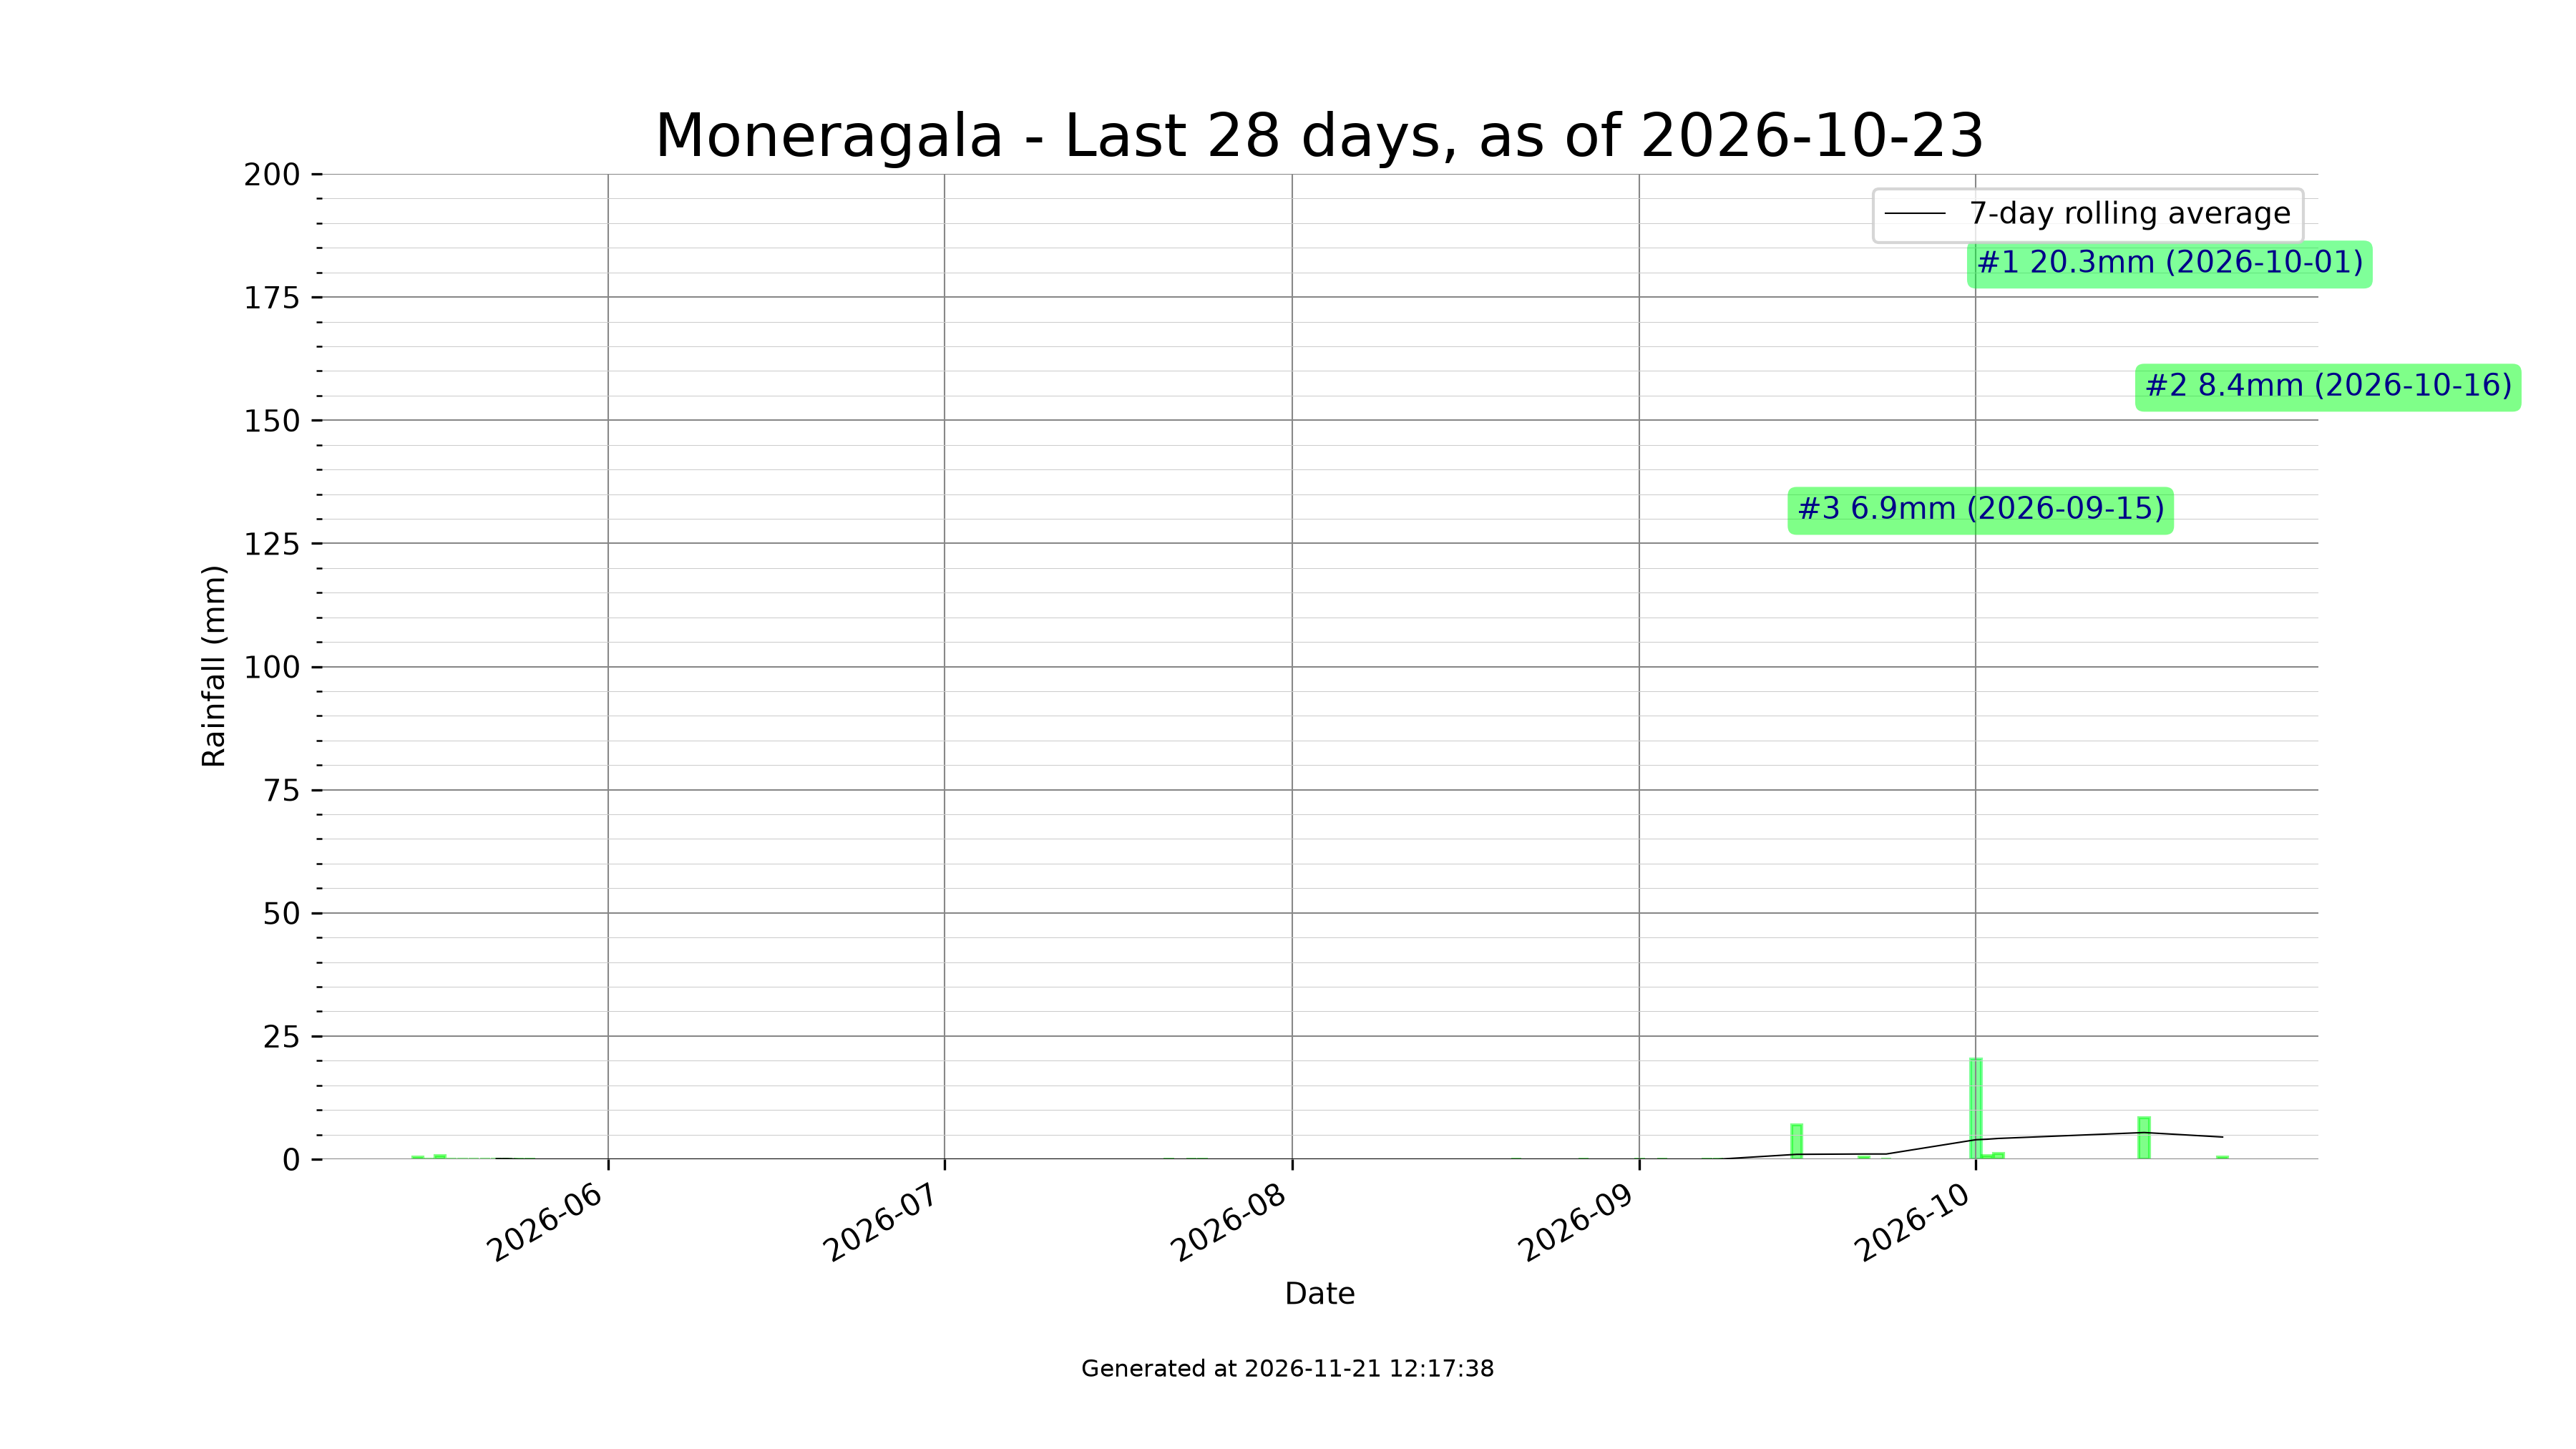 Moneragala - Last 28 days, as of 2026-10-23
200
175
150
125
100
75
50
25
0
Rainfall (mm)
7-day rolling average
#1 20.3mm (2026-10-01)
#2 8.4mm (2026-10-16)
#3 6.9mm (2026-09-15)
2026-06
2026-07
2026-08
2026-09
2026-10
Date
Generated at 2026-11-21 12:17:38